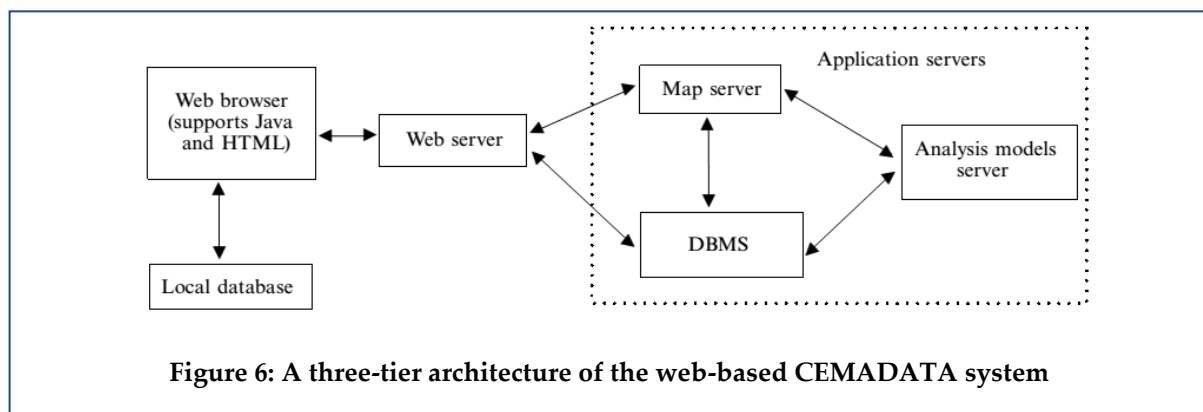 Application servers
Web browser
(supports Java
and HTML)
Web server
Map server
Analysis models
server
DBMS
Local database
Figure 6: A three-tier architecture of the web-based CEMADATA system